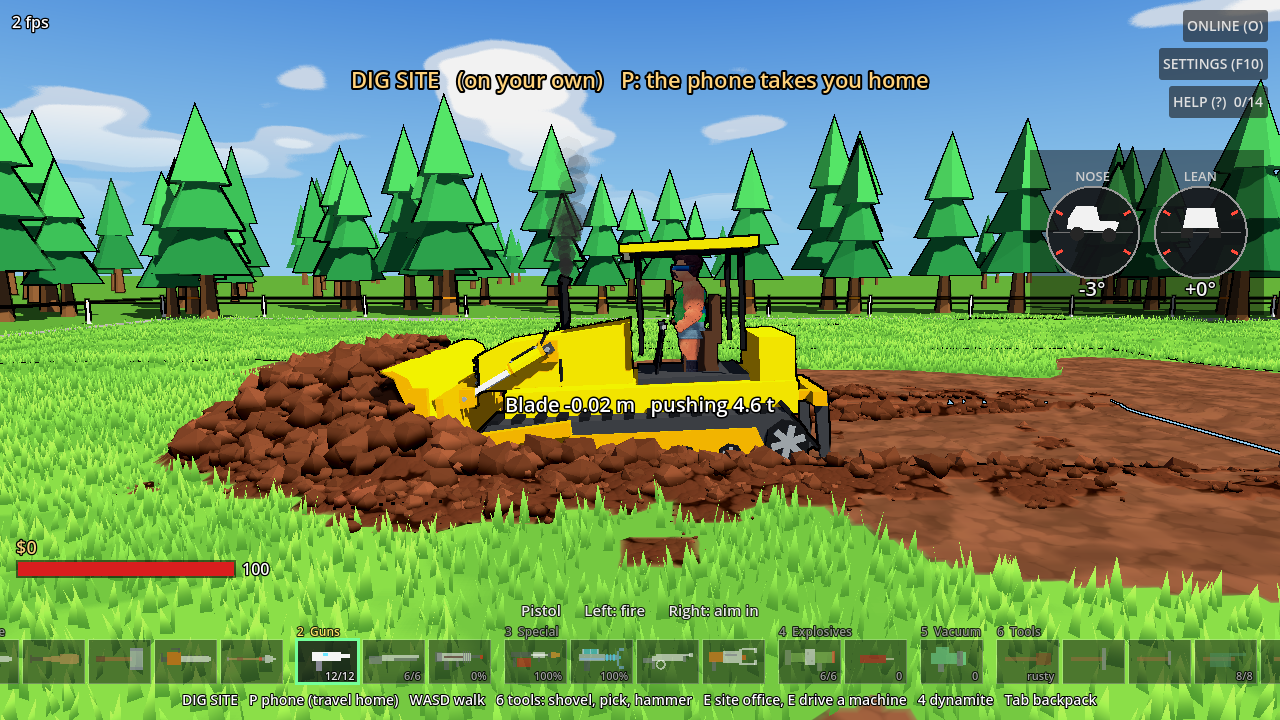 2 fps
ONLINE (O)
DIG SITE (on your own) P: the phone takes you home
SETTINGS (F10)
HELP (?) 0/14
NOSE LEAN
-3° +0°
Blade -0.02 m pushing 4.6 t
$0
100
Pistol Left: fire Right: aim in
e 2 Guns 3 Special 4 Explosives 5 Vacuum 6 Tools
12/12 6/6 0% 100% 100% 6/6 0 0 rusty 8/8
DIG SITE P phone (travel home) WASD walk 6 tools: shovel, pick, hammer E site office, E drive a machine 4 dynamite Tab backpack